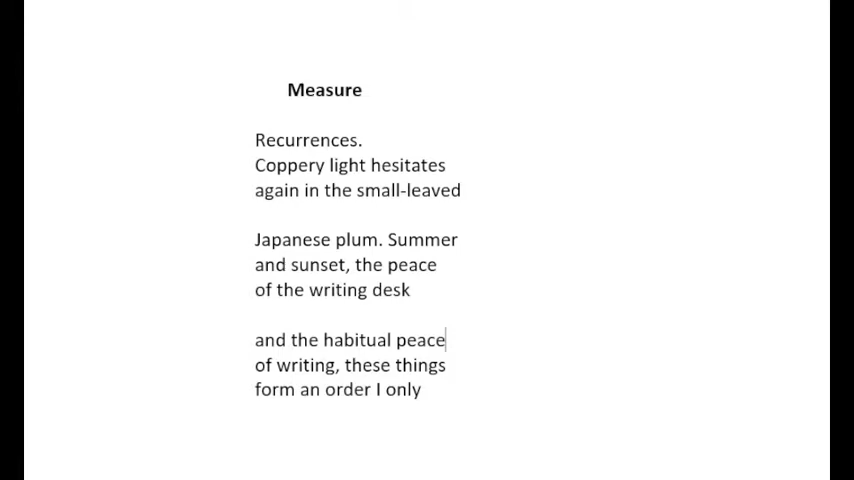 Measure
Recurrences.
Coppery light hesitates
again in the small-leaved
Japanese plum. Summer
and sunset, the peace
of the writing desk
and the habitual peace
of writing, these things
form an order I only